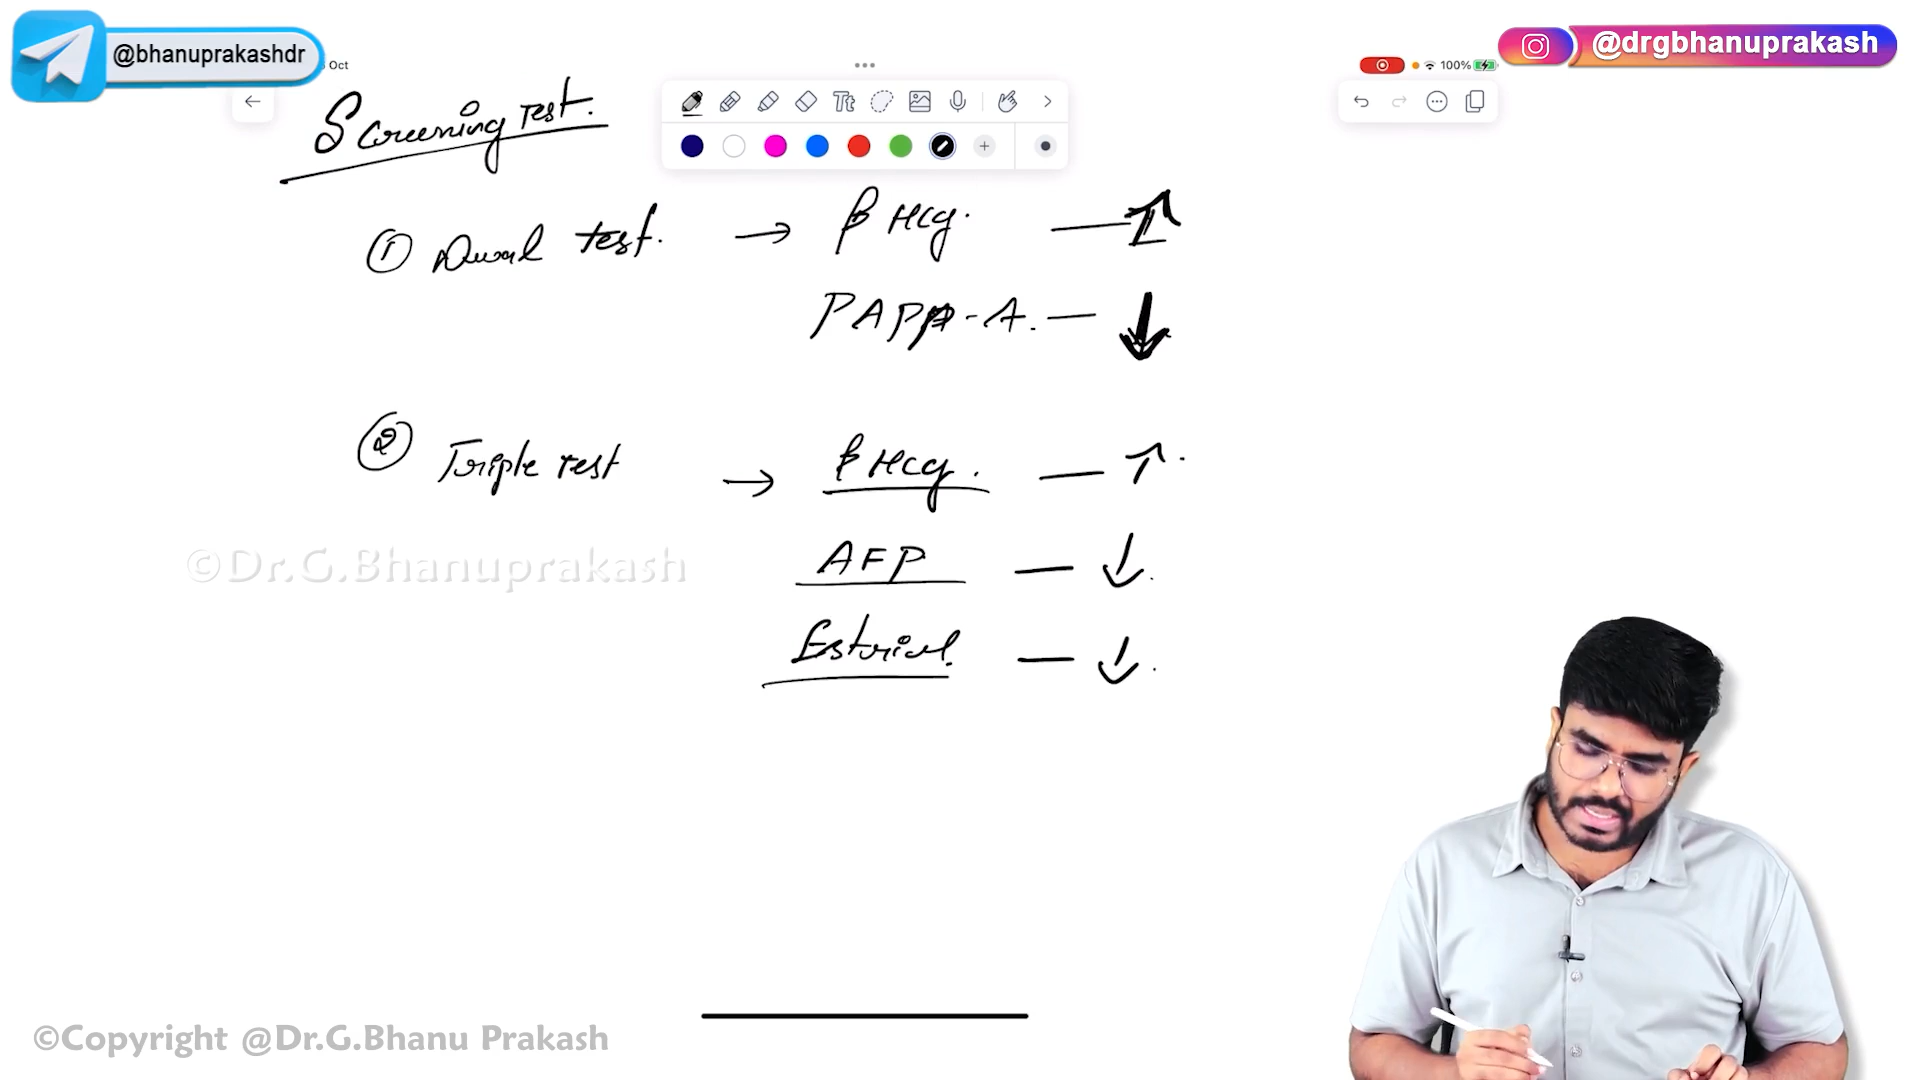 @bhanuprakashdr
Oct
@drgbhanuprakash
100%
Tt
Screening Test.
① Dual test. → β HCG. — ↑
PAPP-A. — ↓
② Triple test → β HCG. — ↑
AFP — ↓
Estriol. — ↓
©Dr.G.Bhanuprakash
©Copyright @Dr.G.Bhanu Prakash